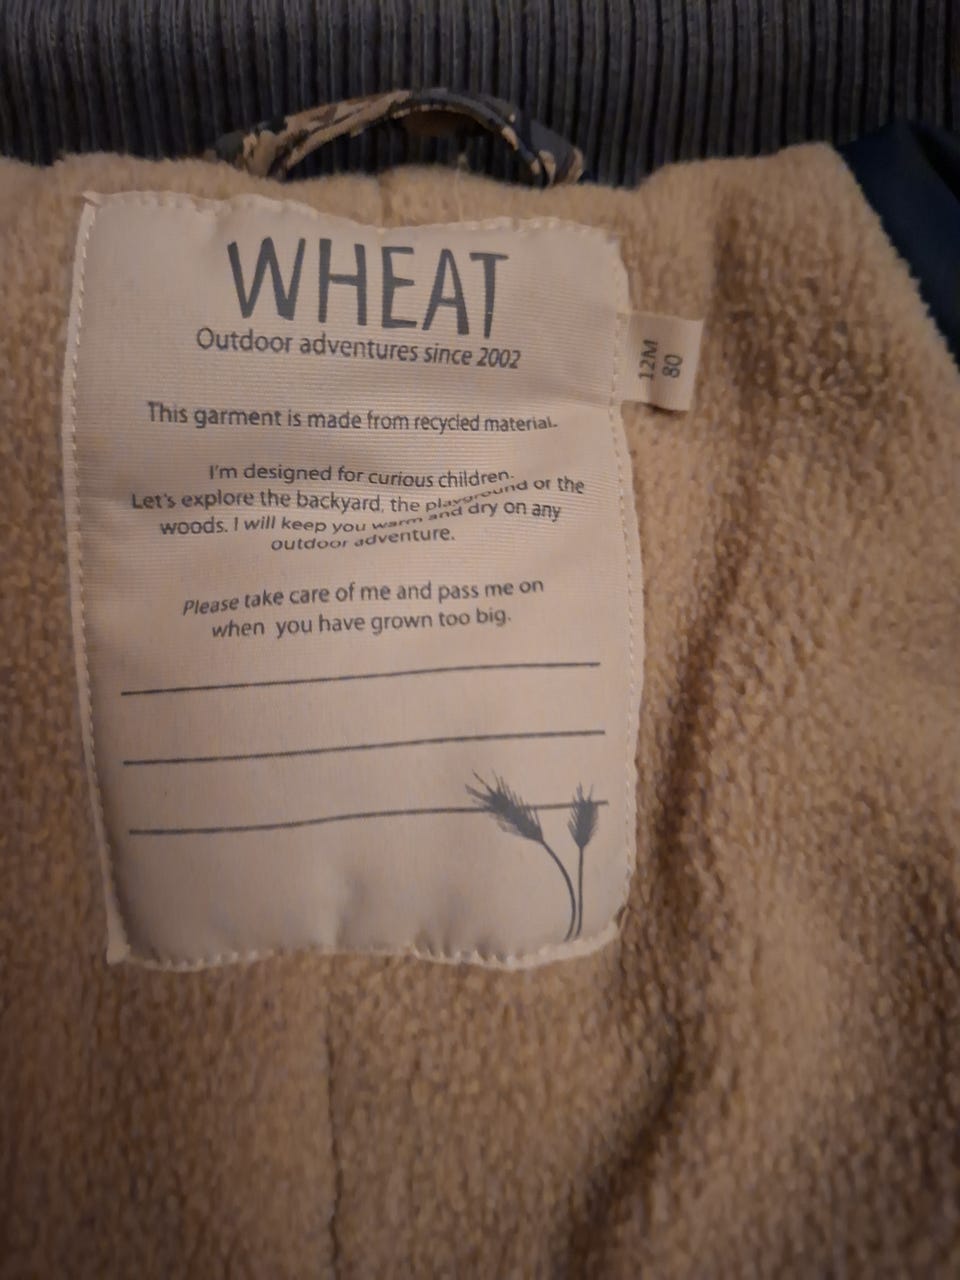 WHEAT
Outdoor adventures since 2002
12M
80
This garment is made from recycled material.
I'm designed for curious children.
Let's explore the backyard, the playground or the
woods. I will keep you warm and dry on any
outdoor adventure.
Please take care of me and pass me on
when you have grown too big.